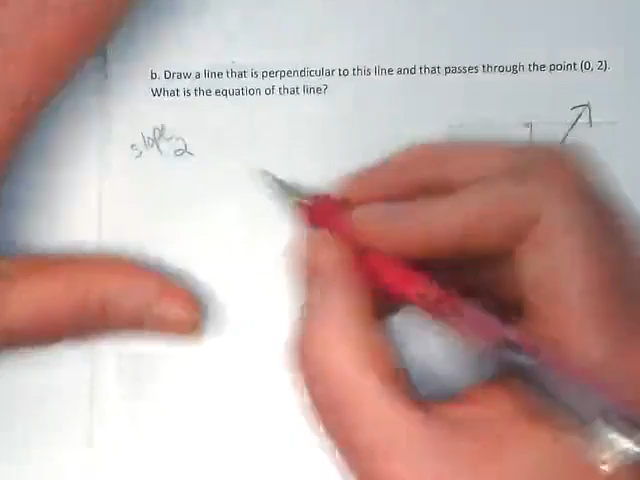 b. Draw a line that is perpendicular to this line and that passes through the point (0, 2).
What is the equation of that line?
slope 2